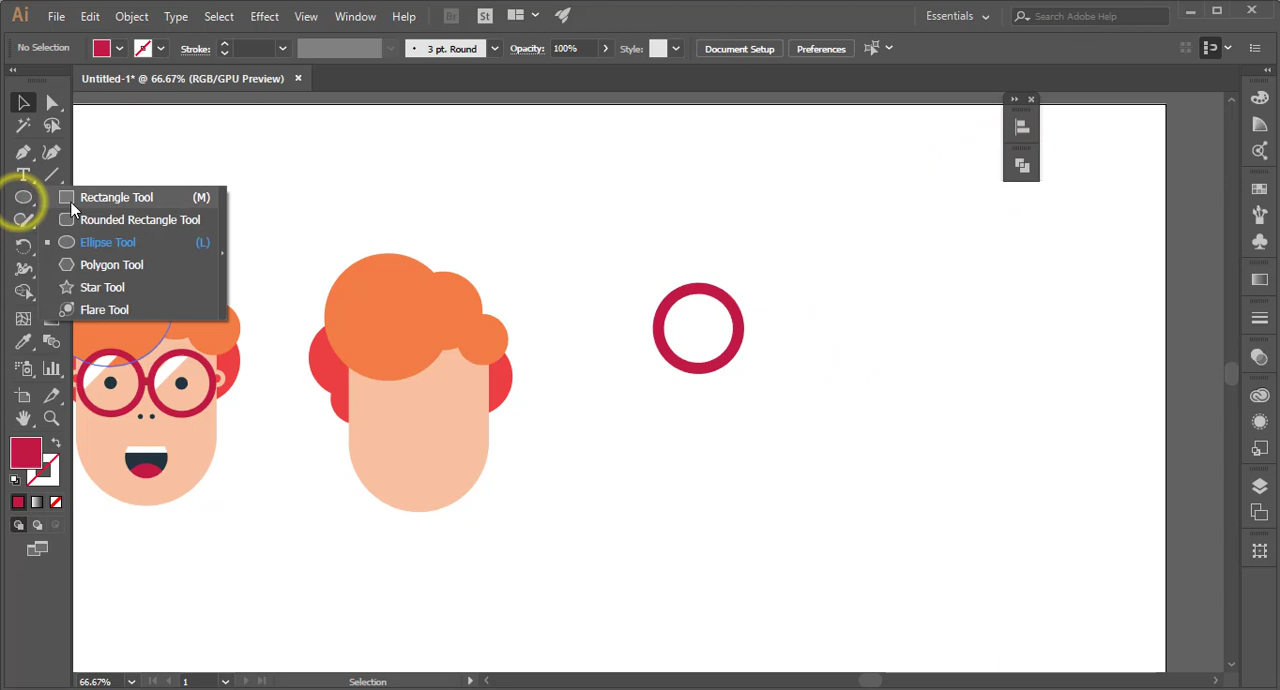 Ai File Edit Object Type Select Effect View Window Help Br St Essentials Search Adobe Help
No Selection Stroke: 3 pt. Round Opacity: 100% Style: Document Setup Preferences
Untitled-1* @ 66.67% (RGB/GPU Preview) ×
T
Rectangle Tool (M)
Rounded Rectangle Tool
Ellipse Tool (L)
Polygon Tool
Star Tool
Flare Tool
66.67% 1 Selection